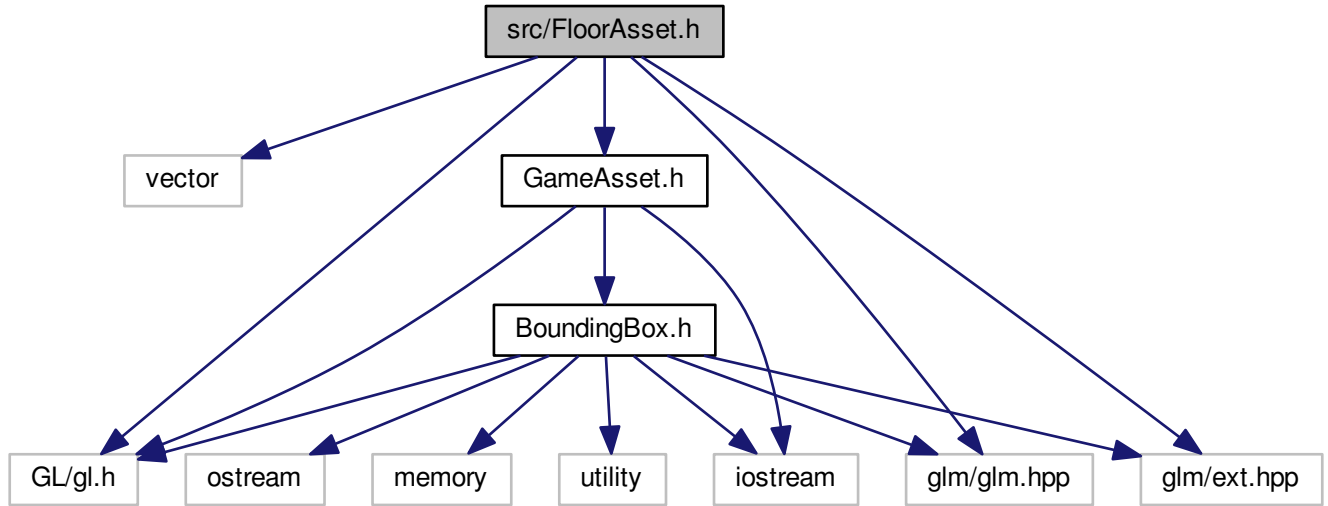 src/FloorAsset.h
vector
GameAsset.h
BoundingBox.h
GL/gl.h
ostream
memory
utility
iostream
glm/glm.hpp
glm/ext.hpp